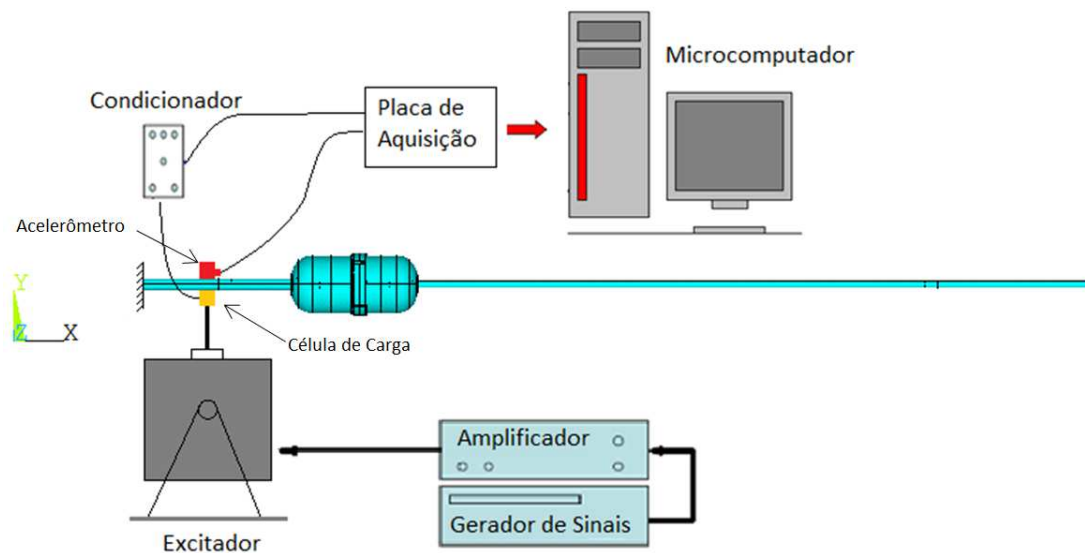 Microcomputador
Condicionador
Placa de
Aquisição
Acelerômetro
Y
Z
X
Célula de Carga
Amplificador
Gerador de Sinais
Excitador